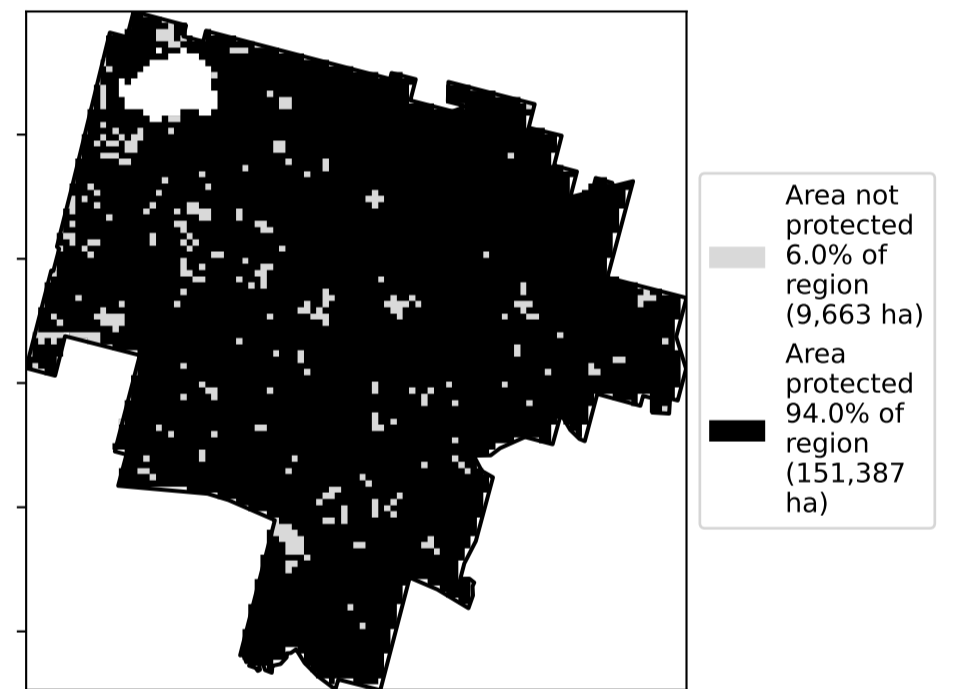 Area not
protected
6.0% of
region
(9,663 ha)
Area
protected
94.0% of
region
(151,387
ha)